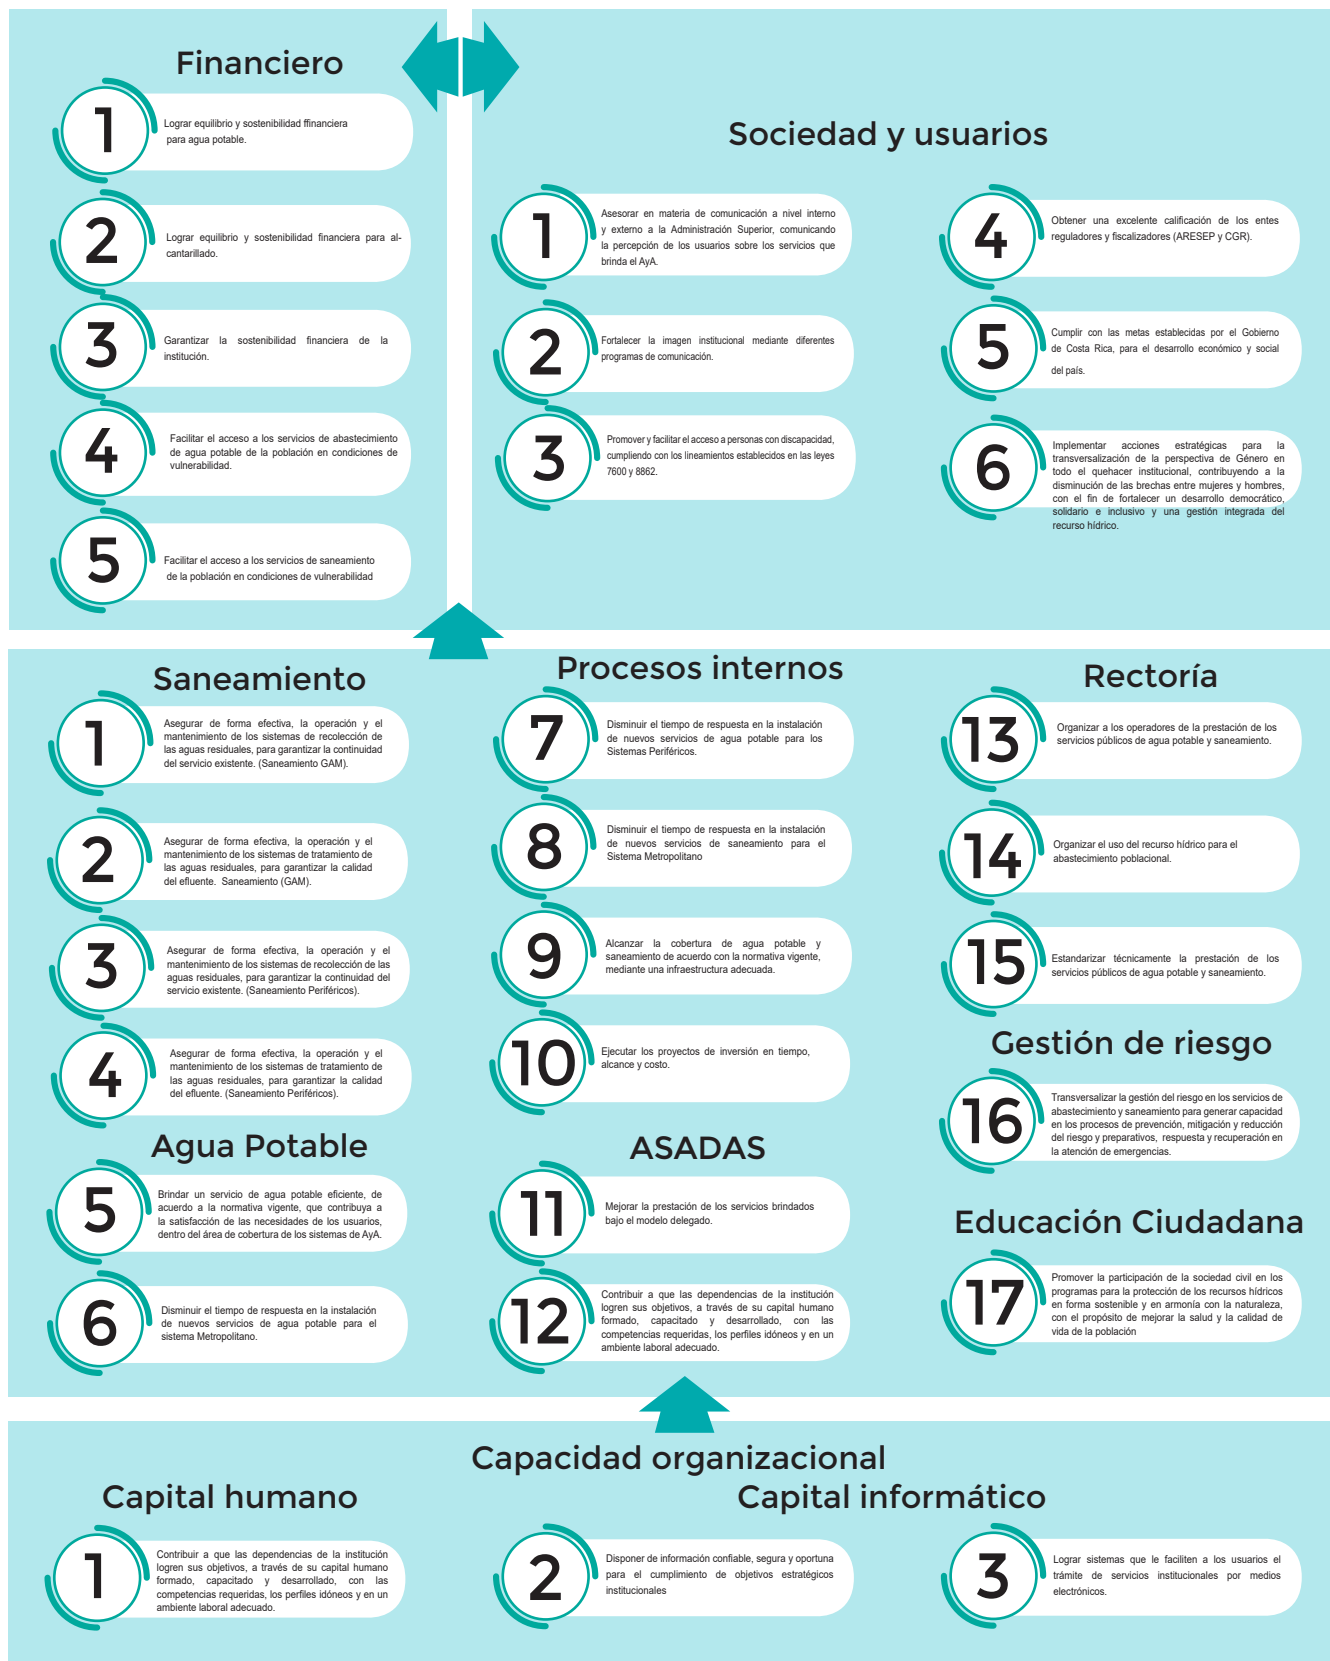 Financiero
1
Lograr equilibrio y sostenibilidad ffinanciera
para agua potable.
2
Lograr equilibrio y sostenibilidad financiera para al-
cantarillado.
3
Garantizar la sostenibilidad financiera de la
institución.
4
Facilitar el acceso a los servicios de abastecimiento
de agua potable de la población en condiciones de
vulnerabilidad.
5
Facilitar el acceso a los servicios de saneamiento
de la población en condiciones de vulnerabilidad
Sociedad y usuarios
1
Asesorar en materia de comunicación a nivel interno
y externo a la Administración Superior, comunicando
la percepción de los usuarios sobre los servicios que
brinda el AyA.
2
Fortalecer la imagen institucional mediante diferentes
programas de comunicación.
3
Promover y facilitar el acceso a personas con discapacidad,
cumpliendo con los lineamientos establecidos en las leyes
7600 y 8862.
4
Obtener una excelente calificación de los entes
reguladores y fiscalizadores (ARESEP y CGR).
5
Cumplir con las metas establecidas por el Gobierno
de Costa Rica, para el desarrollo económico y social
del país.
6
Implementar acciones estratégicas para la
transversalización de la perspectiva de Género en
todo el quehacer institucional, contribuyendo a la
disminución de las brechas entre mujeres y hombres,
con el fin de fortalecer un desarrollo democrático,
solidario e inclusivo y una gestión integrada del
recurso hídrico.
Saneamiento
1
Asegurar de forma efectiva, la operación y el
mantenimiento de los sistemas de recolección de
las aguas residuales, para garantizar la continuidad
del servicio existente. (Saneamiento GAM).
2
Asegurar de forma efectiva, la operación y el
mantenimiento de los sistemas de tratamiento de
las aguas residuales, para garantizar la calidad
del efluente. Saneamiento (GAM).
3
Asegurar de forma efectiva, la operación y el
mantenimiento de los sistemas de recolección de las
aguas residuales, para garantizar la continuidad del
servicio existente. (Saneamiento Periféricos).
4
Asegurar de forma efectiva, la operación y el
mantenimiento de los sistemas de tratamiento de
las aguas residuales, para garantizar la calidad
del efluente. (Saneamiento Periféricos).
Agua Potable
5
Brindar un servicio de agua potable eficiente, de
acuerdo a la normativa vigente, que contribuya a
la satisfacción de las necesidades de los usuarios,
dentro del área de cobertura de los sistemas de AyA.
6
Disminuir el tiempo de respuesta en la instalación
de nuevos servicios de agua potable para el
sistema Metropolitano.
Procesos internos
7
Disminuir el tiempo de respuesta en la instalación
de nuevos servicios de agua potable para los
Sistemas Periféricos.
8
Disminuir el tiempo de respuesta en la instalación
de nuevos servicios de saneamiento para el
Sistema Metropolitano
9
Alcanzar la cobertura de agua potable y
saneamiento de acuerdo con la normativa vigente,
mediante una infraestructura adecuada.
10
Ejecutar los proyectos de inversión en tiempo,
alcance y costo.
ASADAS
11
Mejorar la prestación de los servicios brindados
bajo el modelo delegado.
12
Contribuir a que las dependencias de la institución
logren sus objetivos, a través de su capital humano
formado, capacitado y desarrollado, con las
competencias requeridas, los perfiles idóneos y en un
ambiente laboral adecuado.
Rectoría
13
Organizar a los operadores de la prestación de los
servicios públicos de agua potable y saneamiento.
14
Organizar el uso del recurso hídrico para el
abastecimiento poblacional.
15
Estandarizar técnicamente la prestación de los
servicios públicos de agua potable y saneamiento.
Gestión de riesgo
16
Transversalizar la gestión del riesgo en los servicios de
abastecimiento y saneamiento para generar capacidad
en los procesos de prevención, mitigación y reducción
del riesgo y preparativos, respuesta y recuperación en
la atención de emergencias.
Educación Ciudadana
17
Promover la participación de la sociedad civil en los
programas para la protección de los recursos hídricos
en forma sostenible y en armonía con la naturaleza,
con el propósito de mejorar la salud y la calidad de
vida de la población
Capacidad organizacional
Capital humano
1
Contribuir a que las dependencias de la institución
logren sus objetivos, a través de su capital humano
formado, capacitado y desarrollado, con las
competencias requeridas, los perfiles idóneos y en un
ambiente laboral adecuado.
Capital informático
2
Disponer de información confiable, segura y oportuna
para el cumplimiento de objetivos estratégicos
institucionales
3
Lograr sistemas que le faciliten a los usuarios el
trámite de servicios institucionales por medios
electrónicos.